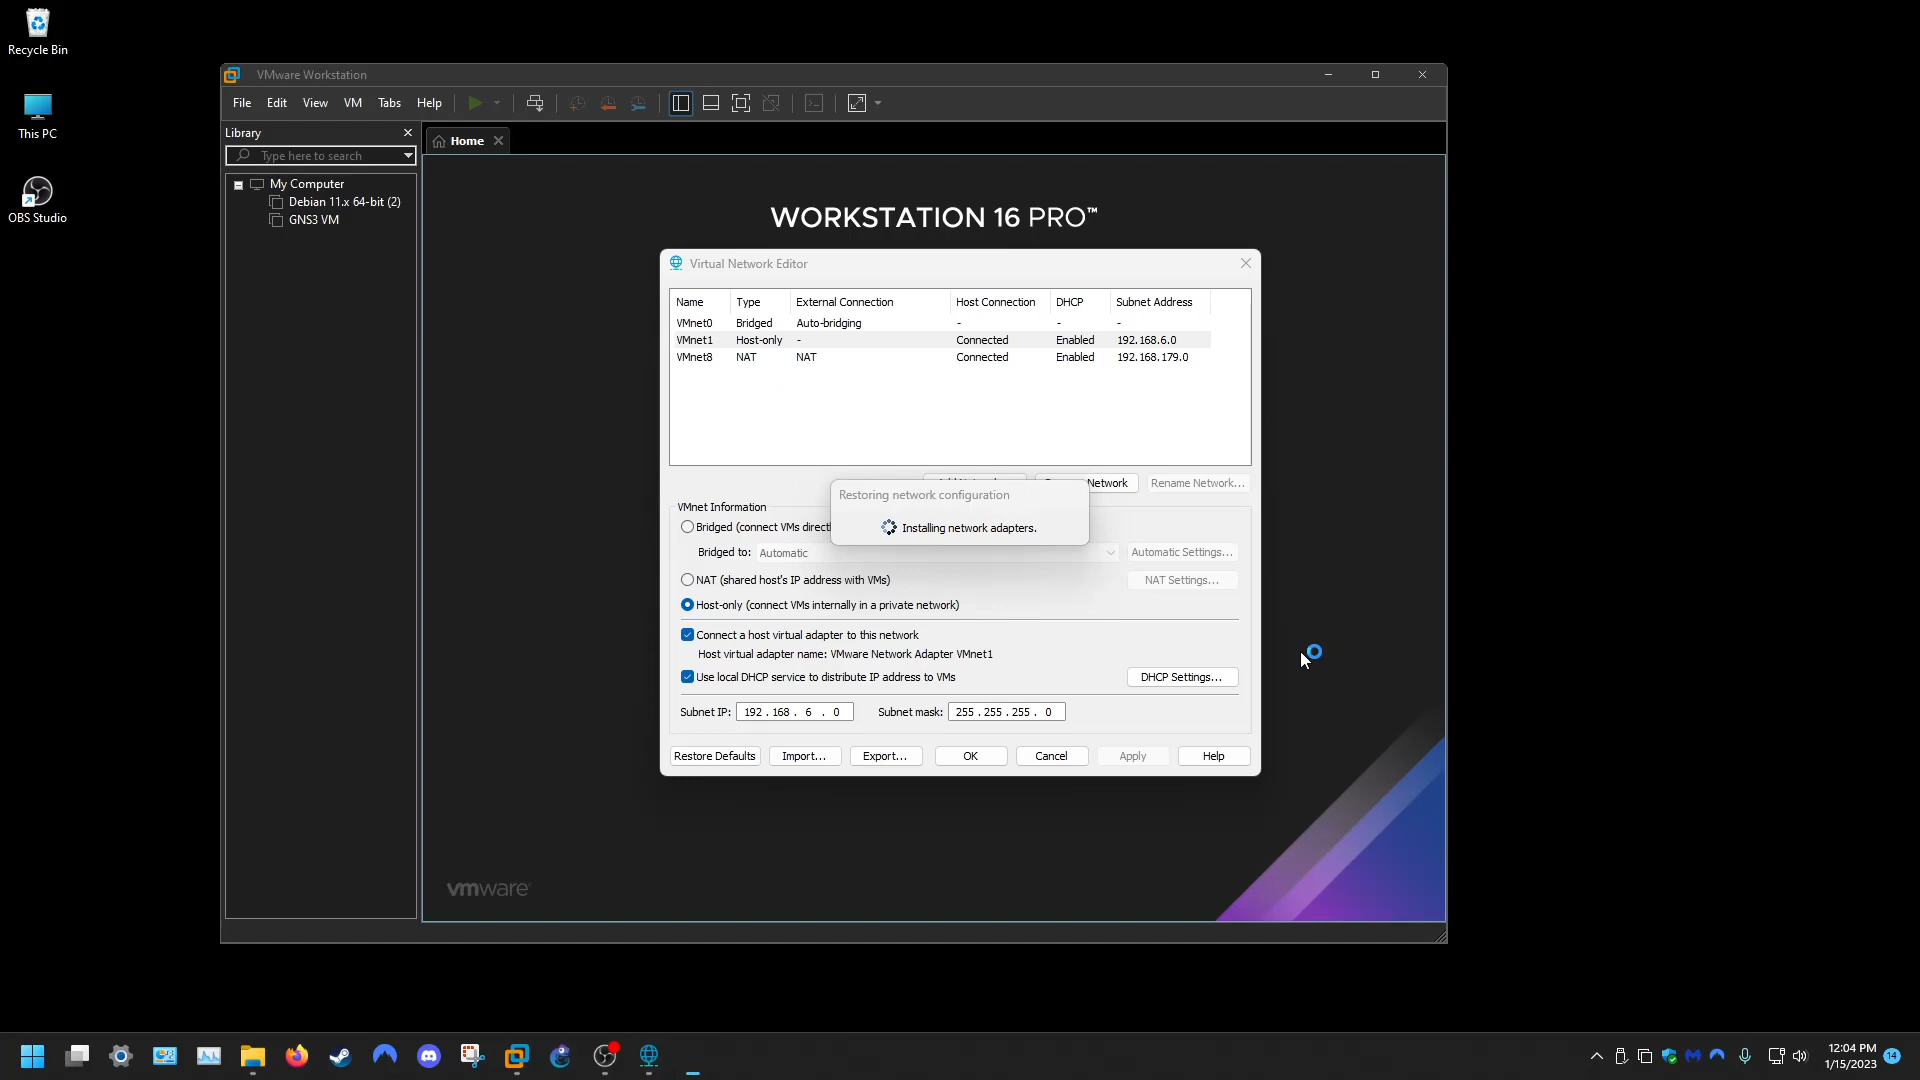 Recycle Bin
This PC
OBS Studio
VMware Workstation
File Edit View VM Tabs Help
Library
Type here to search
My Computer
Debian 11.x 64-bit (2)
GNS3 VM
Home
WORKSTATION 16 PRO™
Virtual Network Editor
Name Type External Connection Host Connection DHCP Subnet Address
VMnet0 Bridged Auto-bridging - - -
VMnet1 Host-only - Connected Enabled 192.168.6.0
VMnet8 NAT NAT Connected Enabled 192.168.179.0
Network Rename Network...
Restoring network configuration
Installing network adapters.
VMnet Information
Bridged (connect VMs direct
Bridged to: Automatic Automatic Settings...
NAT (shared host's IP address with VMs) NAT Settings...
Host-only (connect VMs internally in a private network)
Connect a host virtual adapter to this network
Host virtual adapter name: VMware Network Adapter VMnet1
Use local DHCP service to distribute IP address to VMs DHCP Settings...
Subnet IP: 192 . 168 . 6 . 0 Subnet mask: 255 . 255 . 255 . 0
Restore Defaults Import... Export... OK Cancel Apply Help
vmware
12:04 PM
1/15/2023
14